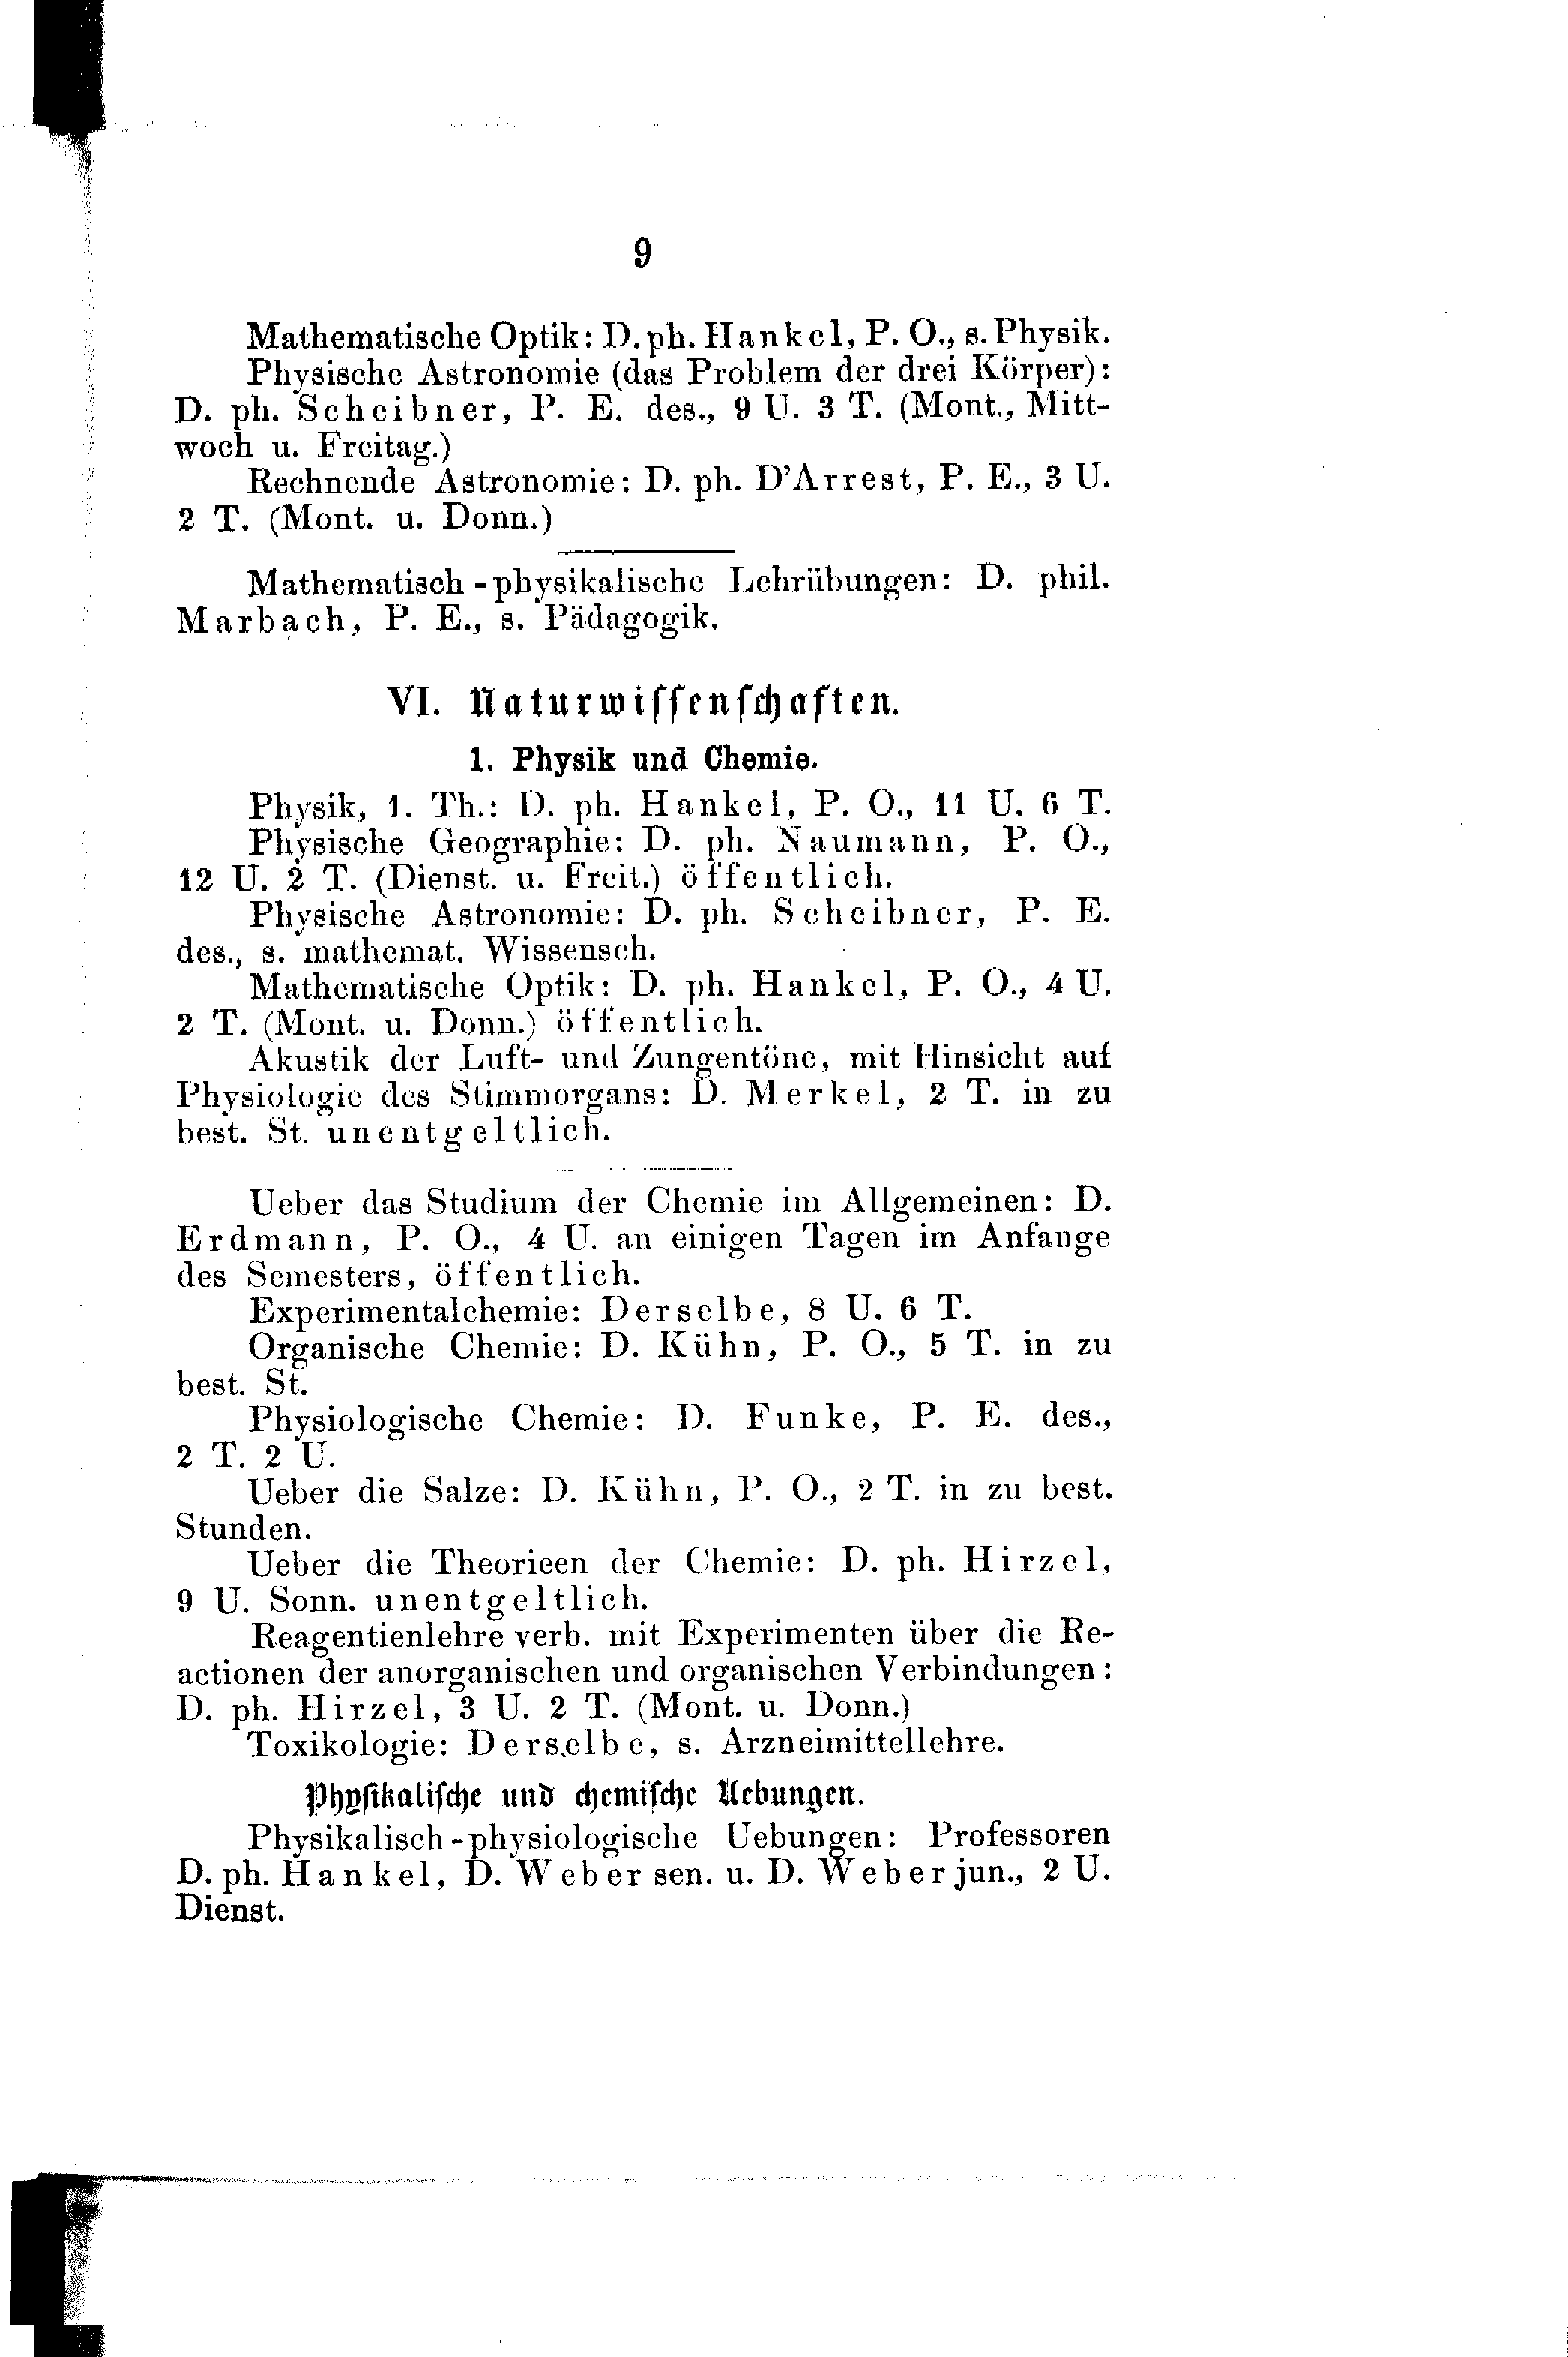 9
Mathematische Optik: D. ph. Hankel, P. O., s. Physik.
Physische Astronomie (das Problem der drei Körper):
D. ph. Scheibner, P. E. des., 9 U. 3 T. (Mont., Mitt-
woch u. Freitag.)
Rechnende Astronomie: D. ph. D'Arrest, P. E., 3 U.
2 T. (Mont. u. Donn.)
Mathematisch-physikalische Lehrübungen: D. phil.
Marbach, P. E., s. Pädagogik.
VI. Naturwissenschaften.
1. Physik und Chemie.
Physik, 1. Th.: D. ph. Hankel, P. O., 11 U. 6 T.
Physische Geographie: D. ph. Naumann, P. O.,
12 U. 2 T. (Dienst. u. Freit.) öffentlich.
Physische Astronomie: D. ph. Scheibner, P. E.
des., s. mathemat. Wissensch.
Mathematische Optik: D. ph. Hankel, P. O., 4 U.
2 T. (Mont. u. Donn.) öffentlich.
Akustik der Luft- und Zungentöne, mit Hinsicht auf
Physiologie des Stimmorgans: D. Merkel, 2 T. in zu
best. St. unentgeltlich.
Ueber das Studium der Chemie im Allgemeinen: D.
Erdmann, P. O., 4 U. an einigen Tagen im Anfange
des Semesters, öffentlich.
Experimentalchemie: Derselbe, 8 U. 6 T.
Organische Chemie: D. Kühn, P. O., 5 T. in zu
best. St.
Physiologische Chemie: D. Funke, P. E. des.,
2 T. 2 U.
Ueber die Salze: D. Kühn, P. O., 2 T. in zu best.
Stunden.
Ueber die Theorieen der Chemie: D. ph. Hirzel,
9 U. Sonn. unentgeltlich.
Reagentienlehre verb. mit Experimenten über die Re-
actionen der anorganischen und organischen Verbindungen:
D. ph. Hirzel, 3 U. 2 T. (Mont. u. Donn.)
Toxikologie: Derselbe, s. Arzneimittellehre.
Physikalische und chemische Uebungen.
Physikalisch-physiologische Uebungen: Professoren
D. ph. Hankel, D. Weber sen. u. D. Weber jun., 2 U.
Dienst.